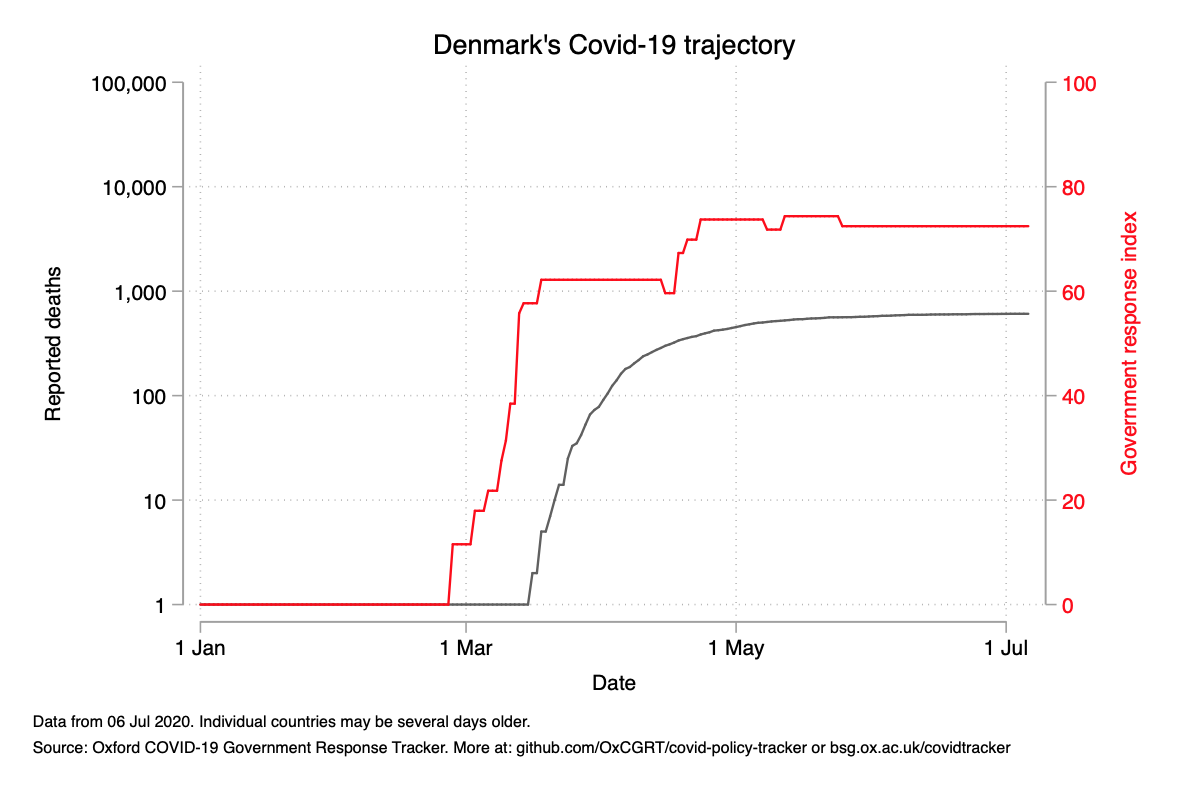 Denmark's Covid-19 trajectory
100,000
10,000
1,000
100
10
1
Reported deaths
100
80
60
40
20
0
Government response index
1 Jan
1 Mar
1 May
1 Jul
Date
Data from 06 Jul 2020. Individual countries may be several days older.
Source: Oxford COVID-19 Government Response Tracker. More at: github.com/OxCGRT/covid-policy-tracker or bsg.ox.ac.uk/covidtracker